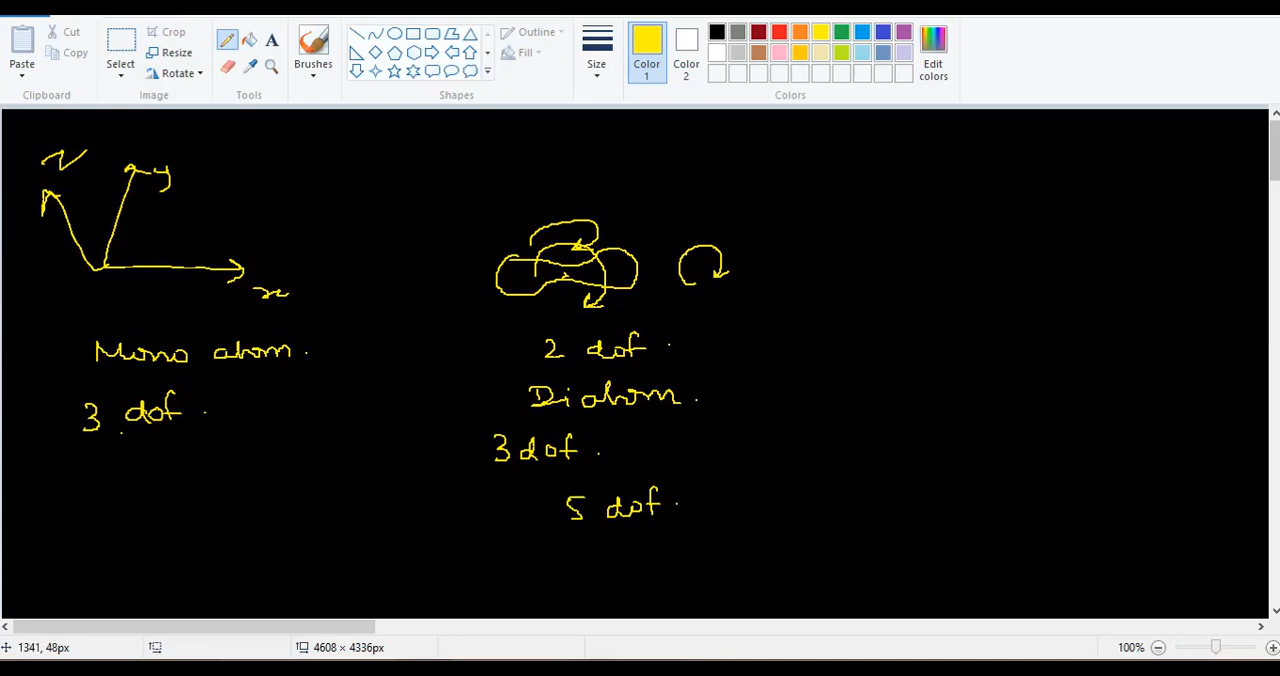 Cut
Copy
Paste
Clipboard
Crop
Resize
Rotate
Select
Image
A
Tools
Brushes
Outline
Fill
Shapes
Size
Color 1
Color 2
Edit colors
Colors
z
y
x
Mono atom.
3 dof.
2 dof.
Diatom.
3 dof.
5 dof.
1341, 48px
4608 × 4336px
100%